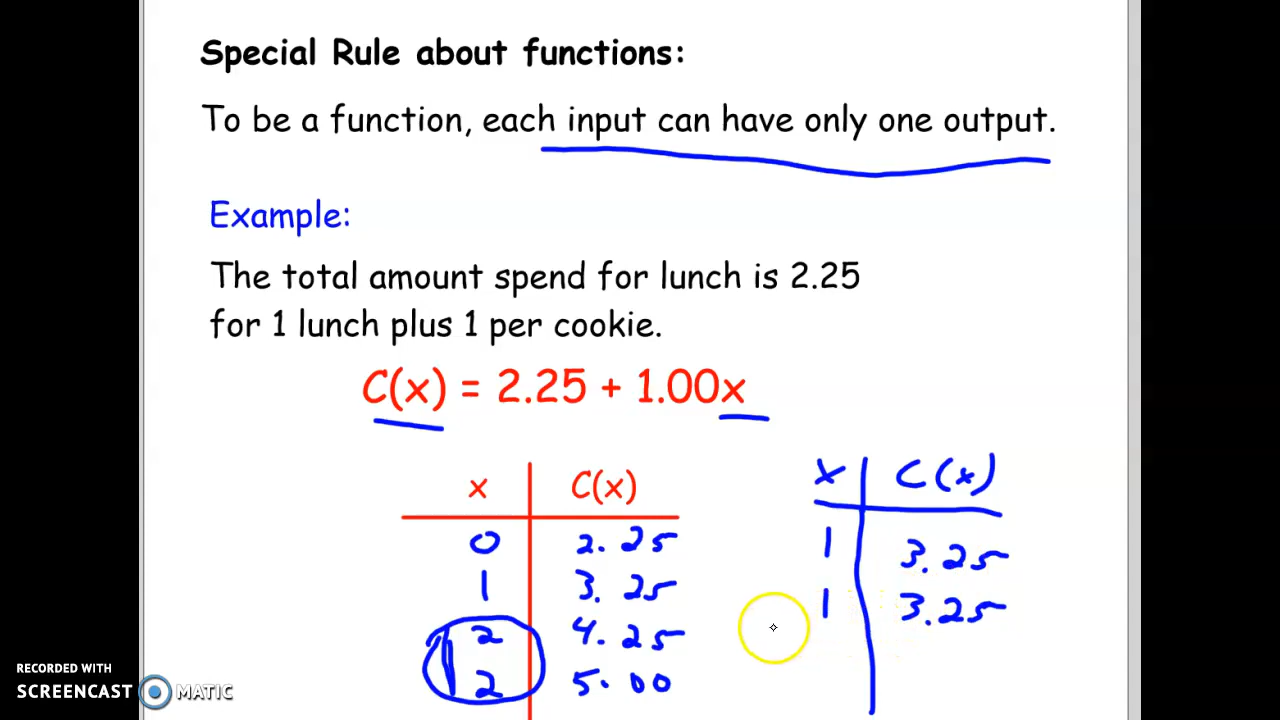 Special Rule about functions:
To be a function, each input can have only one output.
Example:
The total amount spend for lunch is 2.25
for 1 lunch plus 1 per cookie.
C(x) = 2.25 + 1.00x
x C(x)
0 2.25
1 3.25
2 4.25
2 5.00
x C(x)
1 3.25
1 3.25
RECORDED WITH
SCREENCAST MATIC